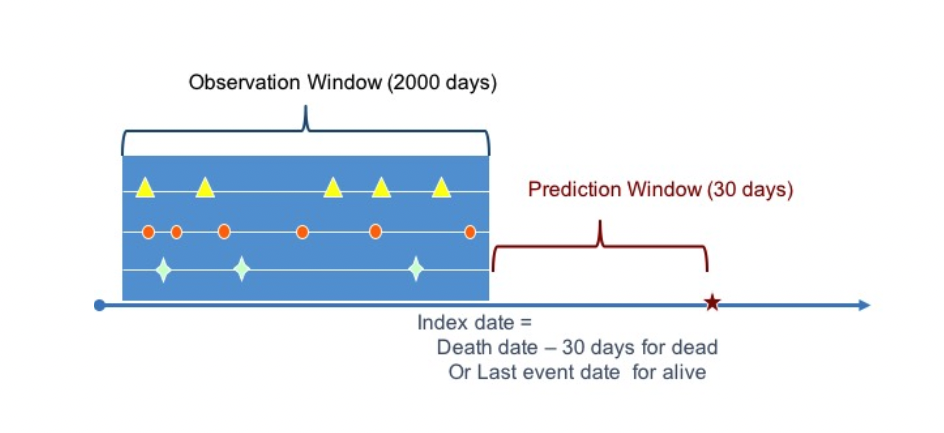 Observation Window (2000 days)
Prediction Window (30 days)
Index date =
Death date – 30 days for dead
Or Last event date for alive